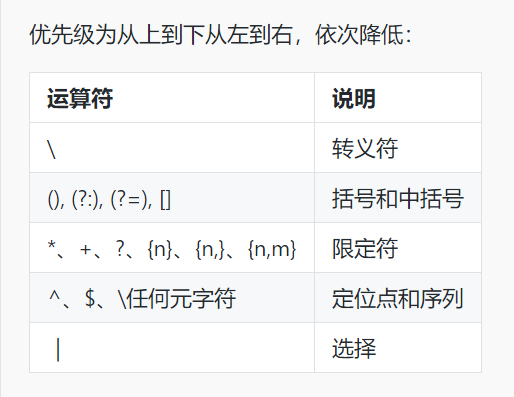 优先级为从上到下从左到右，依次降低：
运算符 说明
\ 转义符
(), (?:), (?=), [] 括号和中括号
*、+、?、{n}、{n,}、{n,m} 限定符
^、$、\任何元字符 定位点和序列
| 选择